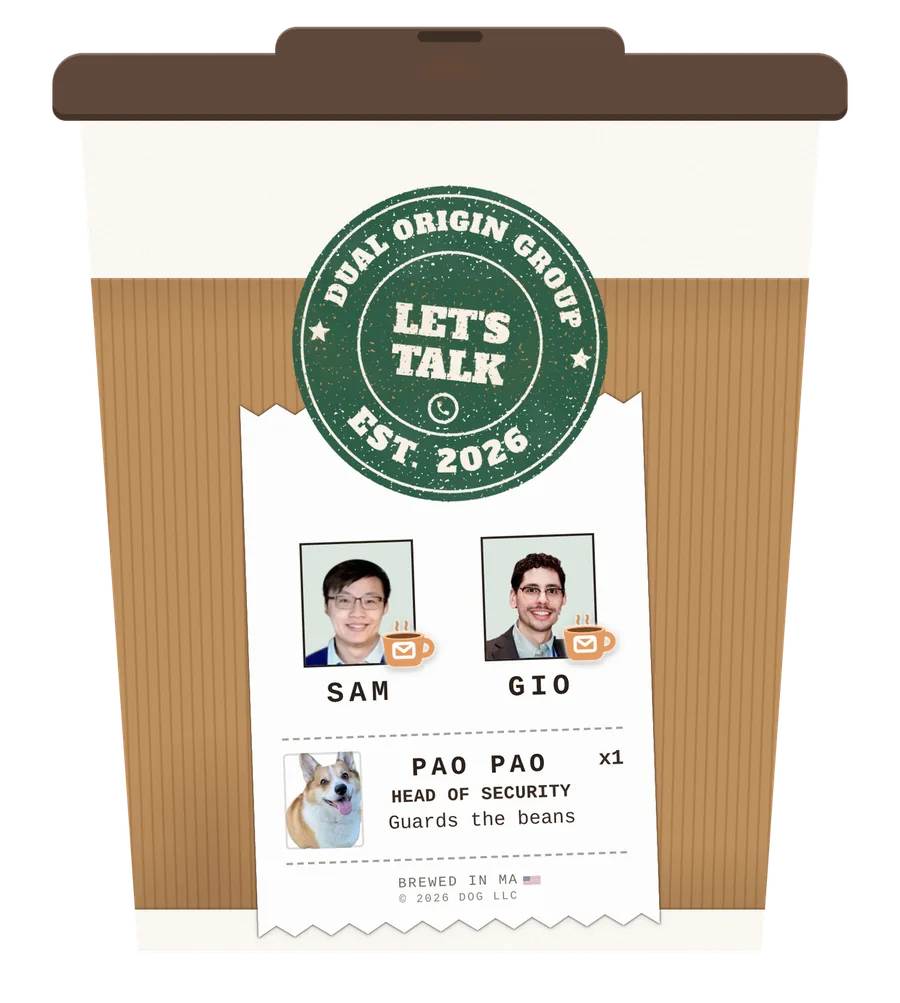 DUAL ORIGIN GROUP
LET'S
TALK
EST. 2026
SAM
GIO
PAO PAO
x1
HEAD OF SECURITY
Guards the beans
BREWED IN MA
© 2026 DOG LLC